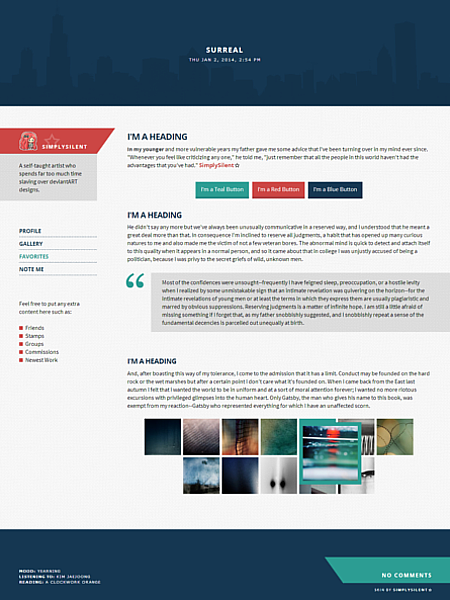 SURREAL
THU JAN 2, 2014, 2:54 PM
SIMPLYSILENT
A self-taught artist who
spends far too much time
slaving over deviantART
designs.
PROFILE
GALLERY
FAVORITES
NOTE ME
Feel free to put any extra
content here such as:
Friends
Stamps
Groups
Commissions
Newest Work
I'M A HEADING
In my younger and more vulnerable years my father gave me some advice that I've been turning over in my mind ever since.
"Whenever you feel like criticizing any one," he told me, "just remember that all the people in this world haven't had the
advantages that you've had." SimplySilent
I'm a Teal Button
I'm a Red Button
I'm a Blue Button
I'M A HEADING
He didn't say any more but we've always been unusually communicative in a reserved way, and I understood that he meant a
great deal more than that. In consequence I'm inclined to reserve all judgments, a habit that has opened up many curious
natures to me and also made me the victim of not a few veteran bores. The abnormal mind is quick to detect and attach itself
to this quality when it appears in a normal person, and so it came about that in college I was unjustly accused of being a
politician, because I was privy to the secret griefs of wild, unknown men.
“ Most of the confidences were unsought—frequently I have feigned sleep, preoccupation, or a hostile levity
when I realized by some unmistakable sign that an intimate revelation was quivering on the horizon—for the
intimate revelations of young men or at least the terms in which they express them are usually plagiaristic and
marred by obvious suppressions. Reserving judgments is a matter of infinite hope. I am still a little afraid of
missing something if I forget that, as my father snobbishly suggested, and I snobbishly repeat a sense of the
fundamental decencies is parcelled out unequally at birth.
I'M A HEADING
And, after boasting this way of my tolerance, I come to the admission that it has a limit. Conduct may be founded on the hard
rock or the wet marshes but after a certain point I don't care what it's founded on. When I came back from the East last
autumn I felt that I wanted the world to be in uniform and at a sort of moral attention forever; I wanted no more riotous
excursions with privileged glimpses into the human heart. Only Gatsby, the man who gives his name to this book, was
exempt from my reaction—Gatsby who represented everything for which I have an unaffected scorn.
MOOD: YEARNING
LISTENING TO: KIM JAEJOONG
READING: A CLOCKWORK ORANGE
NO COMMENTS
BY SIMPLYSILENT